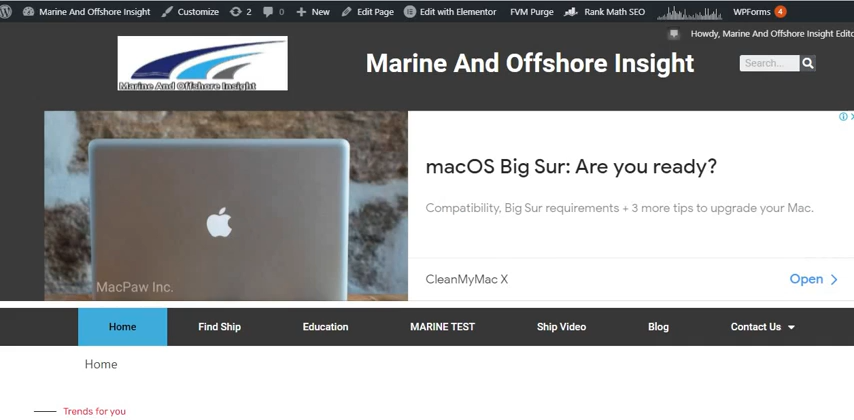 Marine And Offshore Insight Customize 2 0 New Edit Page Edit with Elementor FVM Purge Rank Math SEO WPForms 4
Howdy, Marine And Offshore Insight Edito
Marine And Offshore Insight
Marine And Offshore Insight
Search...
macOS Big Sur: Are you ready?
Compatibility, Big Sur requirements + 3 more tips to upgrade your Mac.
MacPaw Inc.
CleanMyMac X
Open
Home Find Ship Education MARINE TEST Ship Video Blog Contact Us
Home
Trends for you